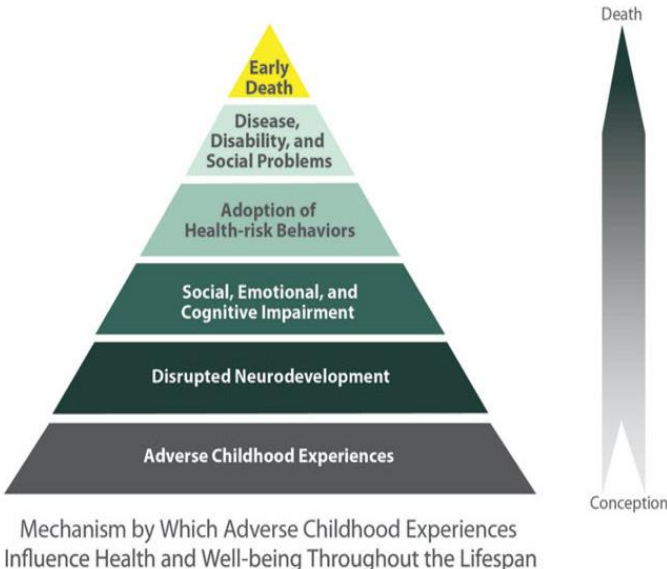 Death
Early
Death
Disease,
Disability, and
Social Problems
Adoption of
Health-risk Behaviors
Social, Emotional, and
Cognitive Impairment
Disrupted Neurodevelopment
Adverse Childhood Experiences
Conception
Mechanism by Which Adverse Childhood Experiences
Influence Health and Well-being Throughout the Lifespan